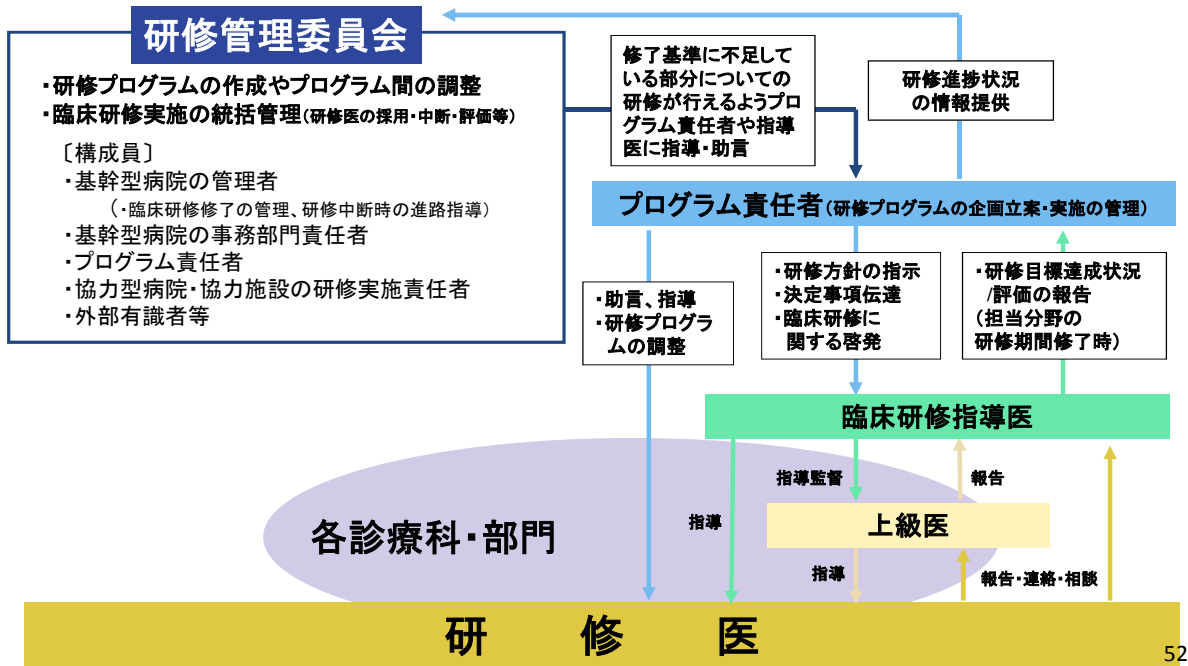 研修管理委員会
・研修プログラムの作成やプログラム間の調整
・臨床研修実施の統括管理(研修医の採用・中断・評価等)
〔構成員〕
・基幹型病院の管理者
(・臨床研修修了の管理、研修中断時の進路指導)
・基幹型病院の事務部門責任者
・プログラム責任者
・協力型病院・協力施設の研修実施責任者
・外部有識者等
修了基準に不足して
いる部分についての
研修が行えるようプロ
グラム責任者や指導
医に指導・助言
研修進捗状況
の情報提供
プログラム責任者(研修プログラムの企画立案・実施の管理)
・助言、指導
・研修プログラ
ムの調整
・研修方針の指示
・決定事項伝達
・臨床研修に
関する啓発
・研修目標達成状況
/評価の報告
(担当分野の
研修期間修了時)
臨床研修指導医
指導監督
報告
指導
各診療科・部門
上級医
指導
報告・連絡・相談
研 修 医
52